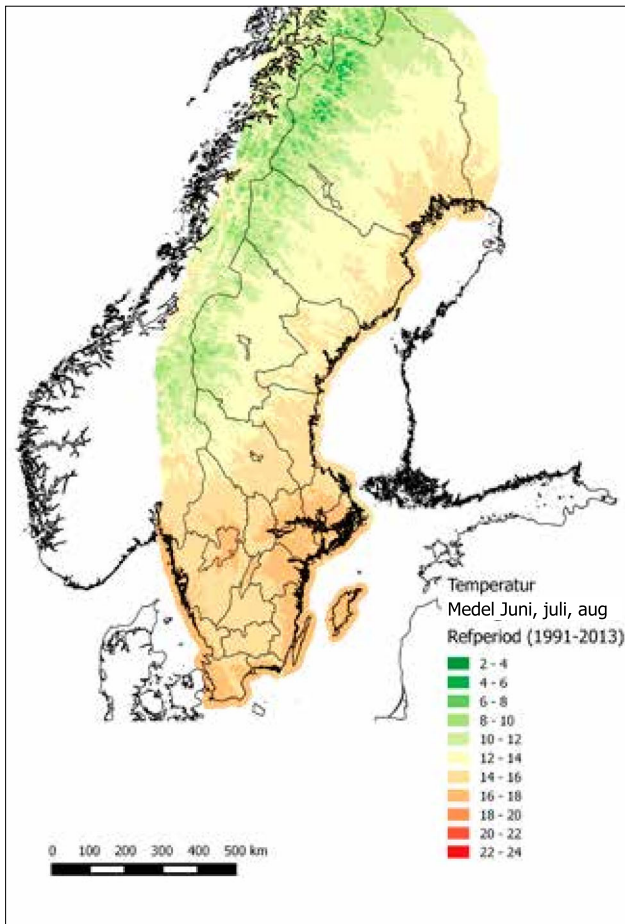 Temperatur
Medel Juni, juli, aug
Refperiod (1991-2013)
2 - 4
4 - 6
6 - 8
8 - 10
10 - 12
12 - 14
14 - 16
16 - 18
18 - 20
20 - 22
22 - 24
0 100 200 300 400 500 km